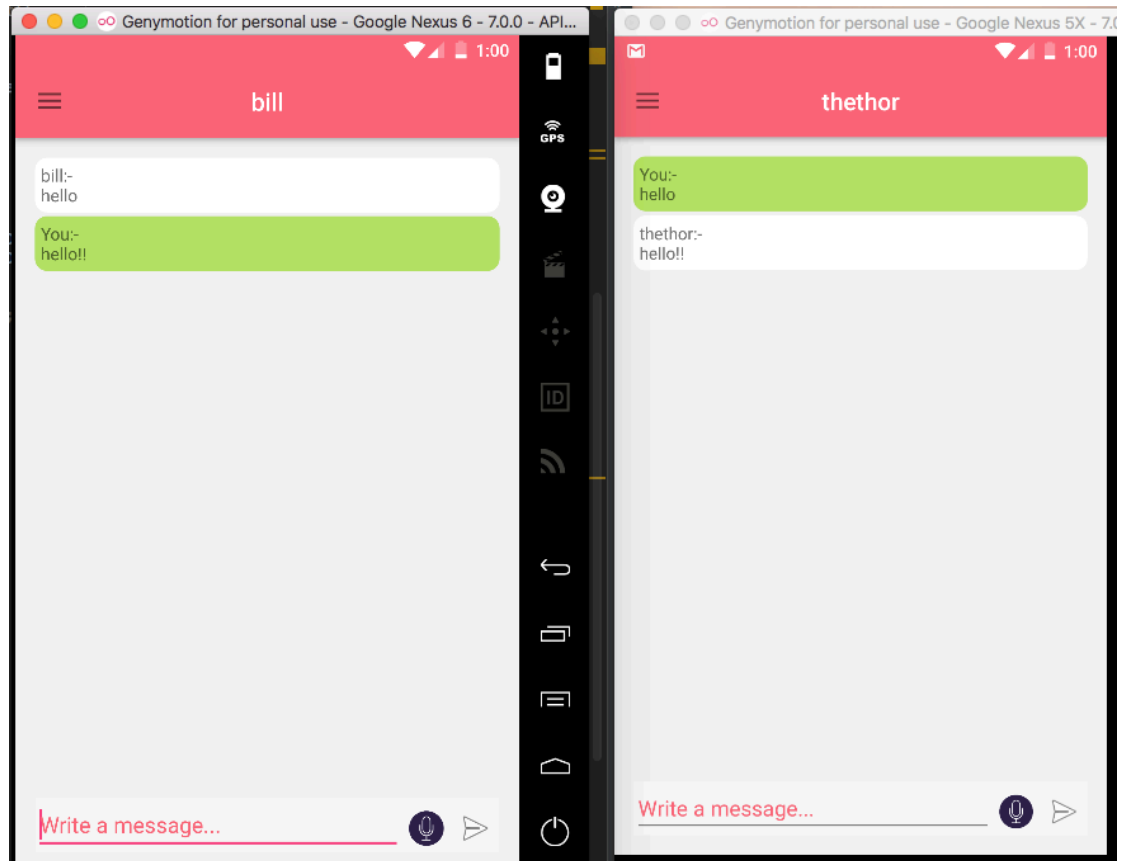 Genymotion for personal use - Google Nexus 6 - 7.0.0 - API...
1:00
bill
bill:-
hello
You:-
hello!!
Write a message...
GPS
ID
Genymotion for personal use - Google Nexus 5X - 7.0
1:00
thethor
You:-
hello
thethor:-
hello!!
Write a message...